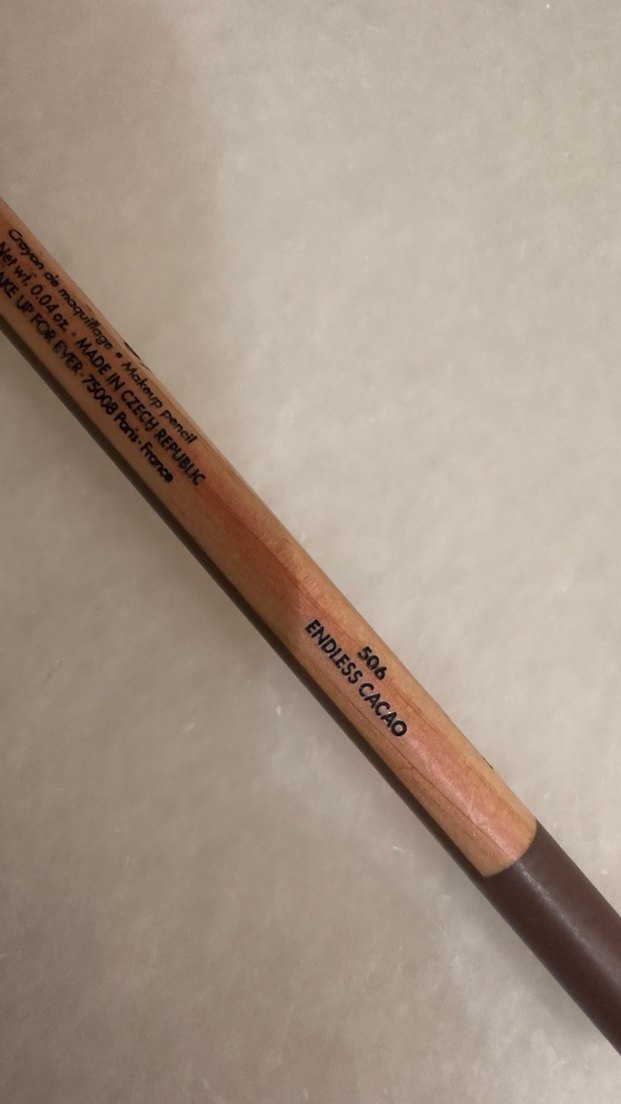 Crayon de maquillage • Makeup pencil
Net wt. 0.04 oz. - MADE IN CZECH REPUBLIC
AKE UP FOR EVER - 75008 Paris - France
506
ENDLESS CACAO